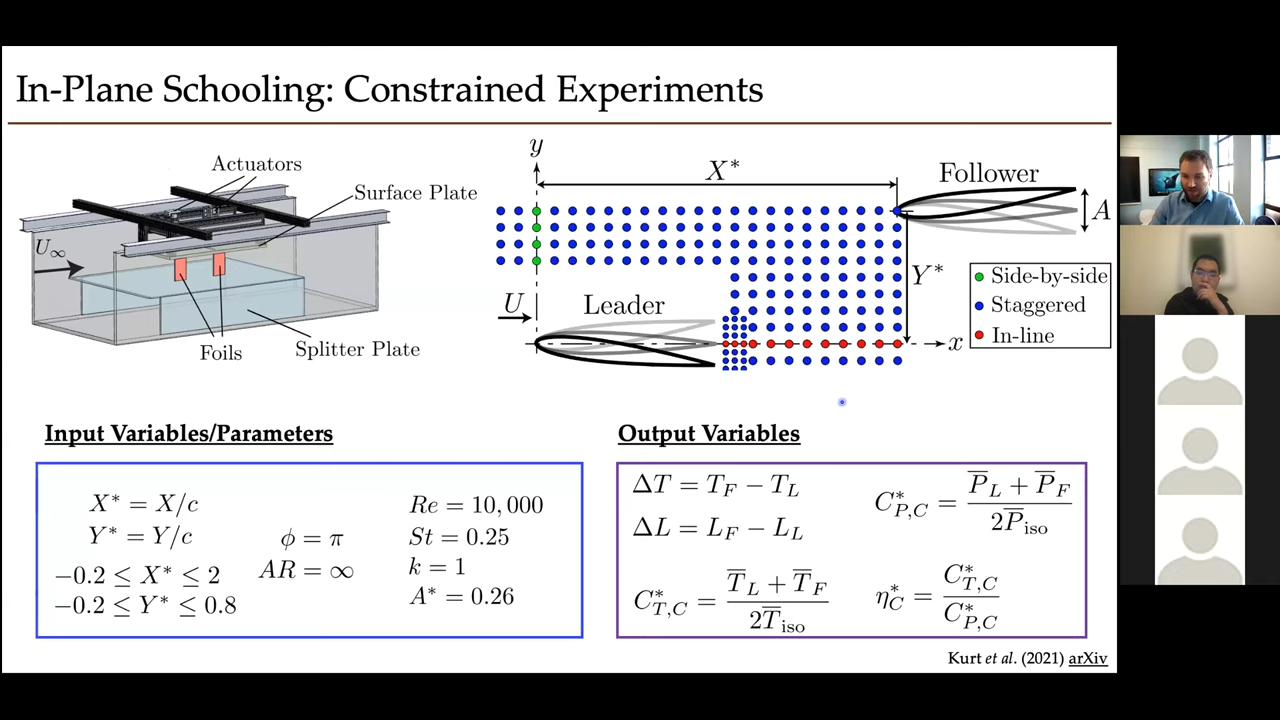 In-Plane Schooling: Constrained Experiments
Actuators
Surface Plate
U∞
Foils
Splitter Plate
y
X*
Follower
A
Y*
Leader
U
x
Side-by-side
Staggered
In-line
Input Variables/Parameters
X* = X/c
Y* = Y/c
−0.2 ≤ X* ≤ 2
−0.2 ≤ Y* ≤ 0.8
ϕ = π
AR = ∞
Re = 10,000
St = 0.25
k = 1
A* = 0.26
Output Variables
ΔT = T_F − T_L
ΔL = L_F − L_L
C*_{T,C} = (T̅_L + T̅_F) / (2T̅_iso)
C*_{P,C} = (P̅_L + P̅_F) / (2P̅_iso)
η*_C = C*_{T,C} / C*_{P,C}
Kurt et al. (2021) arXiv